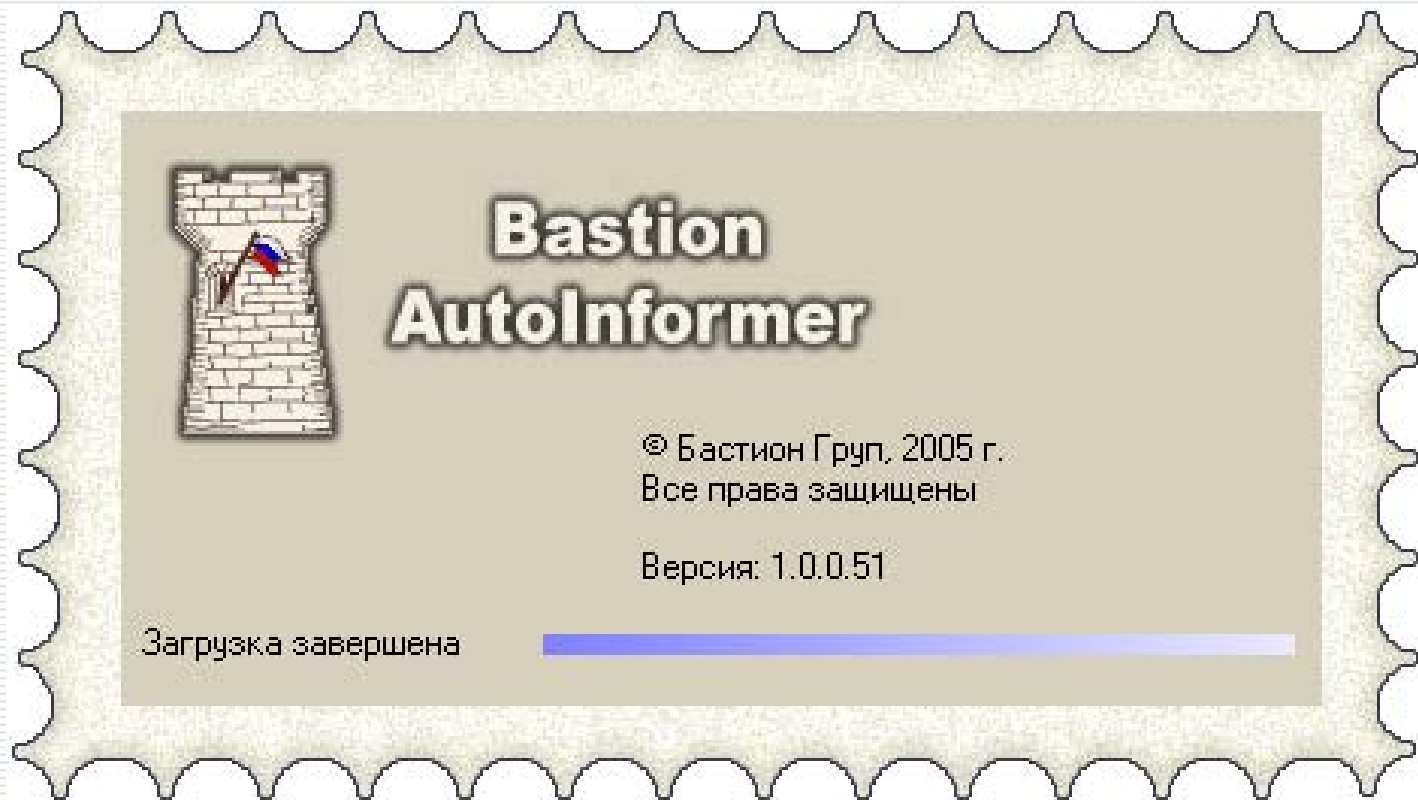 Bastion
AutoInformer
© Бастион Груп, 2005 г.
Все права защищены
Версия: 1.0.0.51
Загрузка завершена